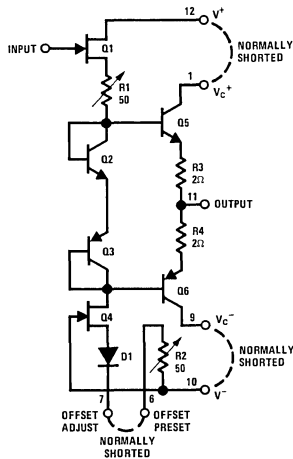 12 V+
NORMALLY
SHORTED
INPUT
Q1
1
VC+
R1
50
Q5
Q2
R3
2Ω
11 OUTPUT
R4
2Ω
Q3
Q6
9 VC−
Q4
NORMALLY
SHORTED
R2
50
D1
10 V−
7 6
OFFSET ADJUST
OFFSET PRESET
NORMALLY
SHORTED